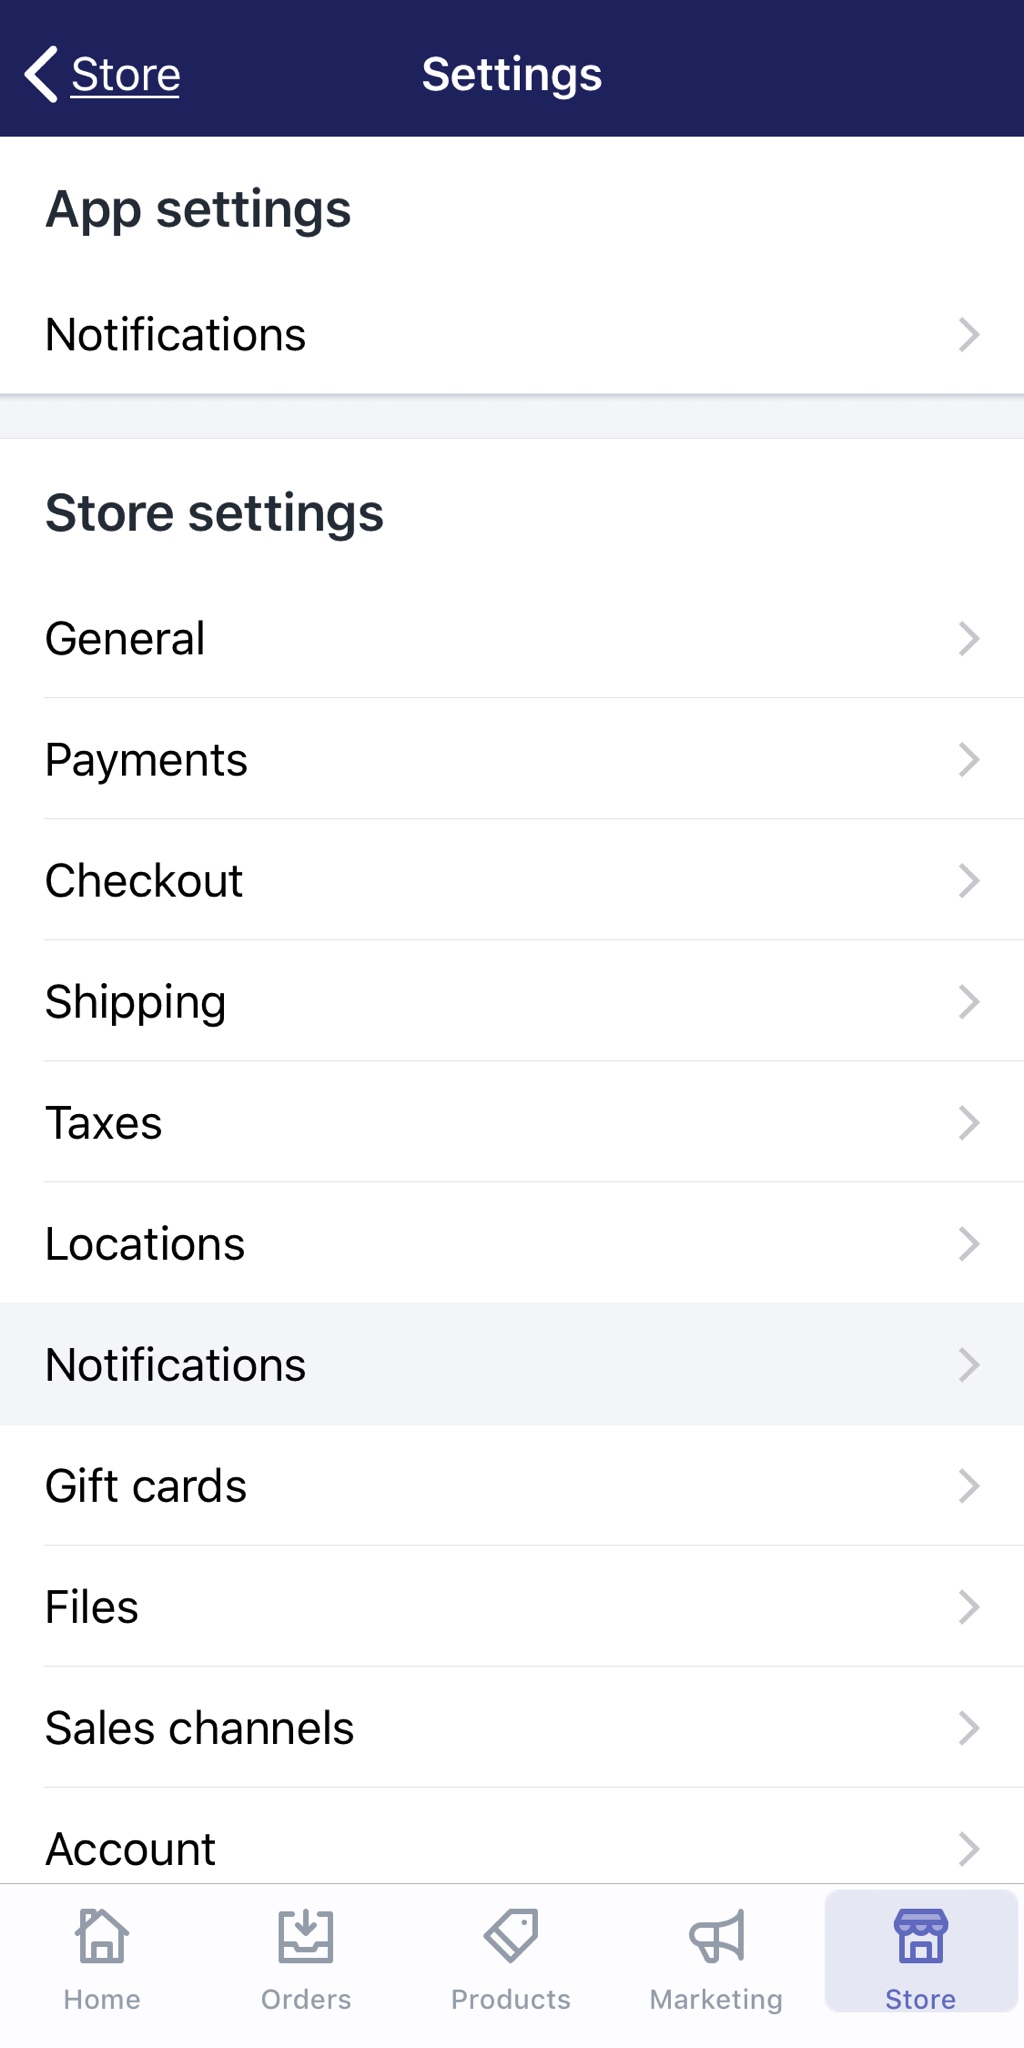 Store
Settings
App settings
Notifications
Store settings
General
Payments
Checkout
Shipping
Taxes
Locations
Notifications
Gift cards
Files
Sales channels
Account
Home
Orders
Products
Marketing
Store